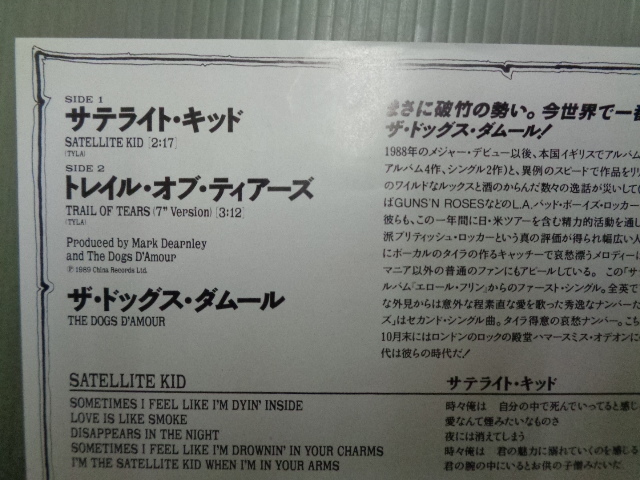 SIDE 1
サテライト・キッド
SATELLITE KID [2:17]
(TYLA)
SIDE 2
トレイル・オブ・ティアーズ
TRAIL OF TEARS (7" Version) [3:12]
(TYLA)
Produced by Mark Dearnley
and The Dogs D'Amour
℗ 1989 China Records Ltd.
ザ・ドッグス・ダムール
THE DOGS D'AMOUR
まさに破竹の勢い。今世界で一番
ザ・ドッグス・ダムール!
1988年のメジャー・デビュー以後、本国イギリスでアルバム
アルバム4作、シングル2作)と、異例のスピードで作品をリ
のワイルドなルックスと酒のからんだ数々の逸話が災いして
ばGUNS'N ROSESなどのL.A.バッド・ボーイズ・ロッカー
彼らも、この一年間に日・米ツアーを含む精力的活動を通し
派ブリティッシュ・ロッカーという真の評価が得られ幅広い人
にボーカルのタイラの作るキャッチーで哀愁漂うメロディー
マニア以外の普通のファンにもアピールしている。この「サ
アルバム「エロール・フリン」からのファースト・シングル。全英で
な外見からは意外な程素直な愛を歌った秀逸なナンバーだ
ズ」はセカンド・シングル曲。タイラ得意の哀愁ナンバー。こち
10月末にはロンドンのロックの殿堂ハマースミス・オデオンに
代は彼らの時代だ!
SATELLITE KID
SOMETIMES I FEEL LIKE I'M DYIN' INSIDE
LOVE IS LIKE SMOKE
DISAPPEARS IN THE NIGHT
SOMETIMES I FEEL LIKE I'M DROWNIN' IN YOUR CHARMS
I'M THE SATELLITE KID WHEN I'M IN YOUR ARMS
サテライト・キッド
時々俺は 自分の中で死んでいってると感じ
愛なんて煙みたいなものさ
夜には消えてしまう
時々俺は 君の魅力に溺れていくのを感じる
君の腕の中にいるとお供の子僧みたいだ